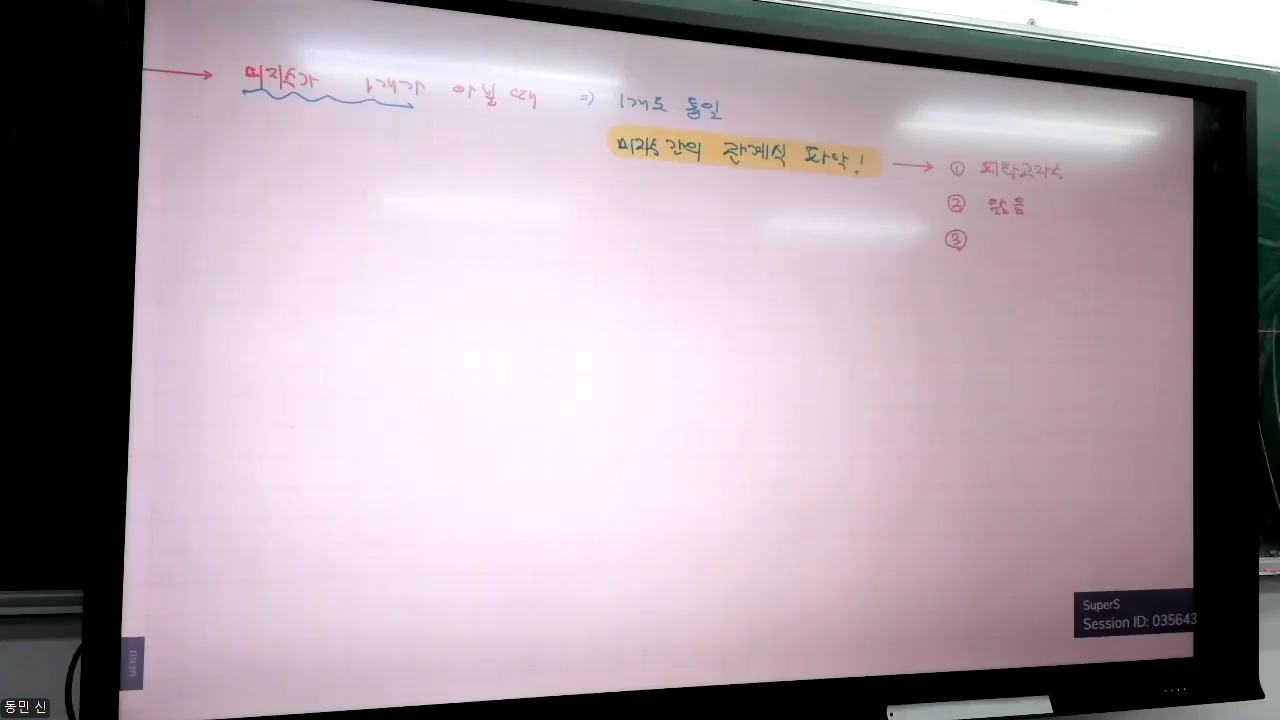 → 미지수가 1개가 아닐 때 ⇒ 1개로 통일
미지수 간의 관계식 파악! → ① 피타고라스
② 닮음
③
SuperS
Session ID: 035643
MENU
동민 신